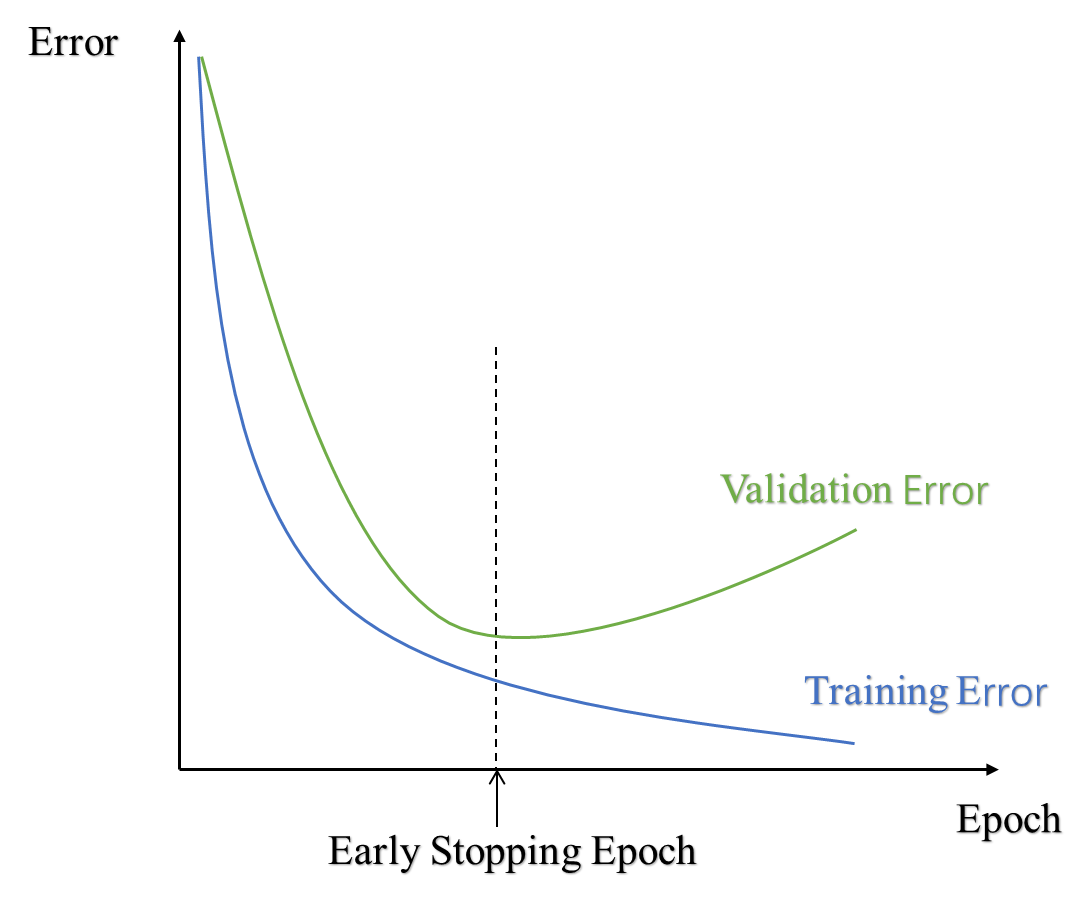 Error
Validation Error
Training Error
Epoch
Early Stopping Epoch